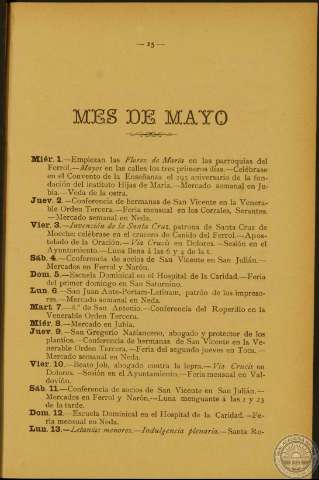 — 15 —
MES DE MAYO
Miér. 1.—Empiezan las Flores de María en las parroquias del
Ferrol.—Mayos en las calles los tres primeros días.—Celébrase
en el Convento de la Enseñanza el 295 aniversario de la fun-
dación del instituto Hijas de María.—Mercado semanal en Ju-
bia.—Veda de la ostra.
Juev. 2.—Conferencia de hermanas de San Vicente en la Venera-
ble Orden Tercera.—Feria mensual en los Corrales, Serantes.
—Mercado semanal en Neda.
Vier. 3.—Invención de la Santa Cruz, patrona de Santa Cruz de
Moeche; celébrase en el crucero de Canido del Ferrol.—Apos-
tolado de la Oración.—Via Crucis en Dolores.—Sesión en el
Ayuntamiento.—Luna llena á las 6 y 3 de la t.
Sáb. 4.—Conferencia de socios de San Vicente en San Julián.—
Mercados en Ferrol y Narón.
Dom. 5.—Escuela Dominical en el Hospital de la Caridad.—Feria
del primer domingo en San Saturnino.
Lun. 6.—San Juan Ante-Portam-Latinam, patrón de los impreso-
res.—Mercado semanal en Neda.
Mart. 7.—8.º de San Antonio.—Conferencia del Roperillo en la
Venerable Orden Tercera.
Miér. 8.—Mercado en Jubia.
Juev. 9.—San Gregorio Nazianceno, abogado y protector de los
plantíos.—Conferencia de hermanas de San Vicente en la Ve-
nerable Orden Tercera.—Feria del segundo jueves en Toca.—
Mercado semanal en Neda.
Vier. 10.—Beato Job, abogado contra la lepra.—Via Crucis en
Dolores.—Sesión en el Ayuntamiento.—Feria mensual en Val-
doviño.
Sáb 11.—Conferencia de socios de San Vicente en San Julián.—
Mercados en Ferrol y Narón.—Luna menguante á las 1 y 23
de la tarde.
Dom. 12.—Escuela Dominical en el Hospital de la Caridad.—Fe-
ria mensual en Neda.
Lun. 13.—Letanías menores.—Indulgencia plenaria.—Santa Ro-